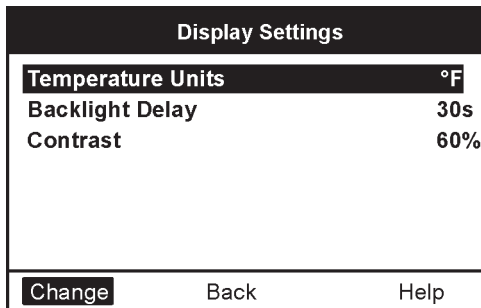 Display Settings
Temperature Units °F
Backlight Delay 30s
Contrast 60%
Change Back Help